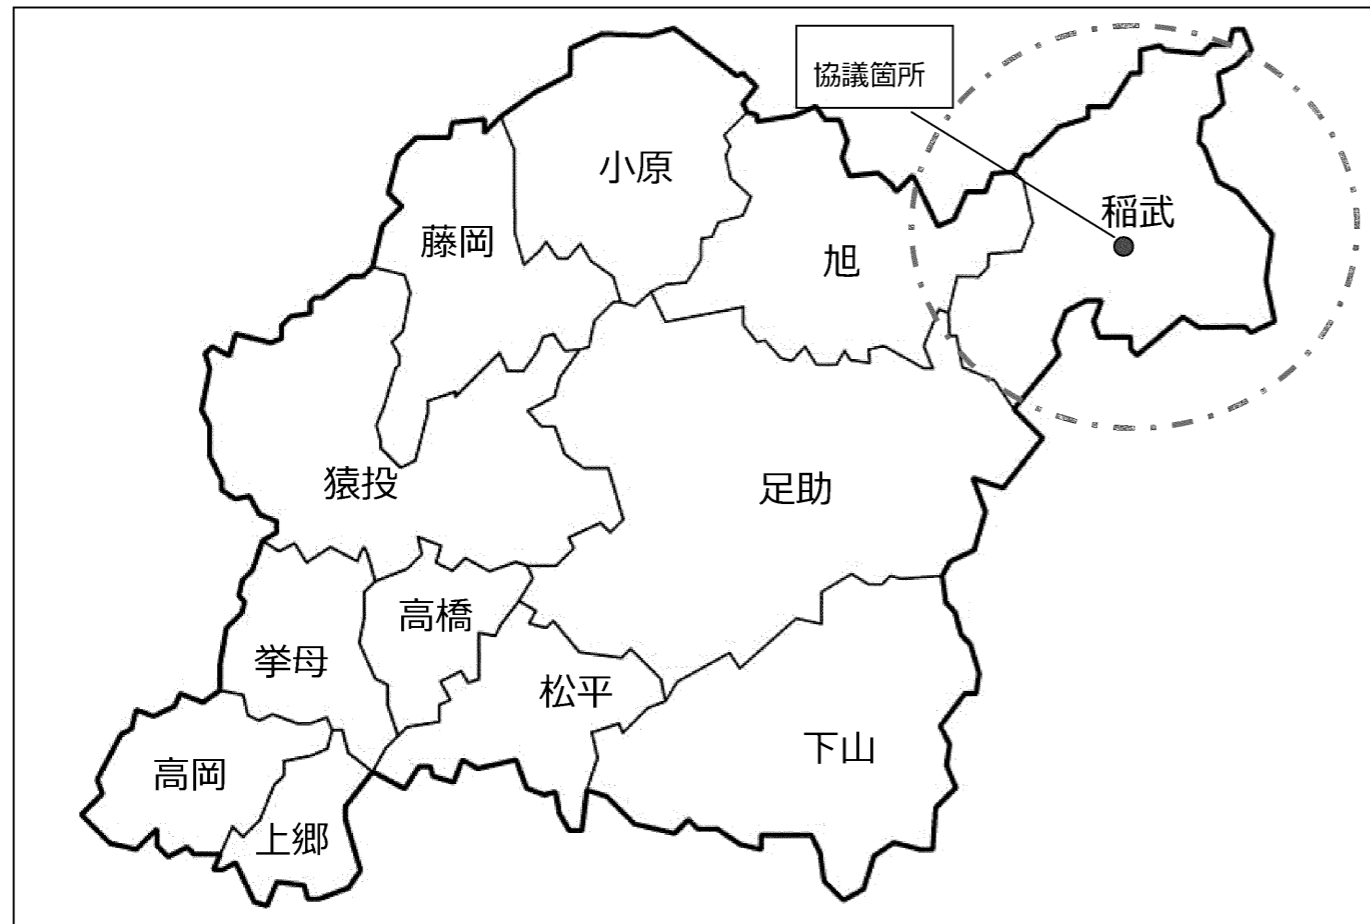 協議箇所
小原
稲武
藤岡
旭
猿投
足助
高橋
挙母
松平
下山
高岡
上郷